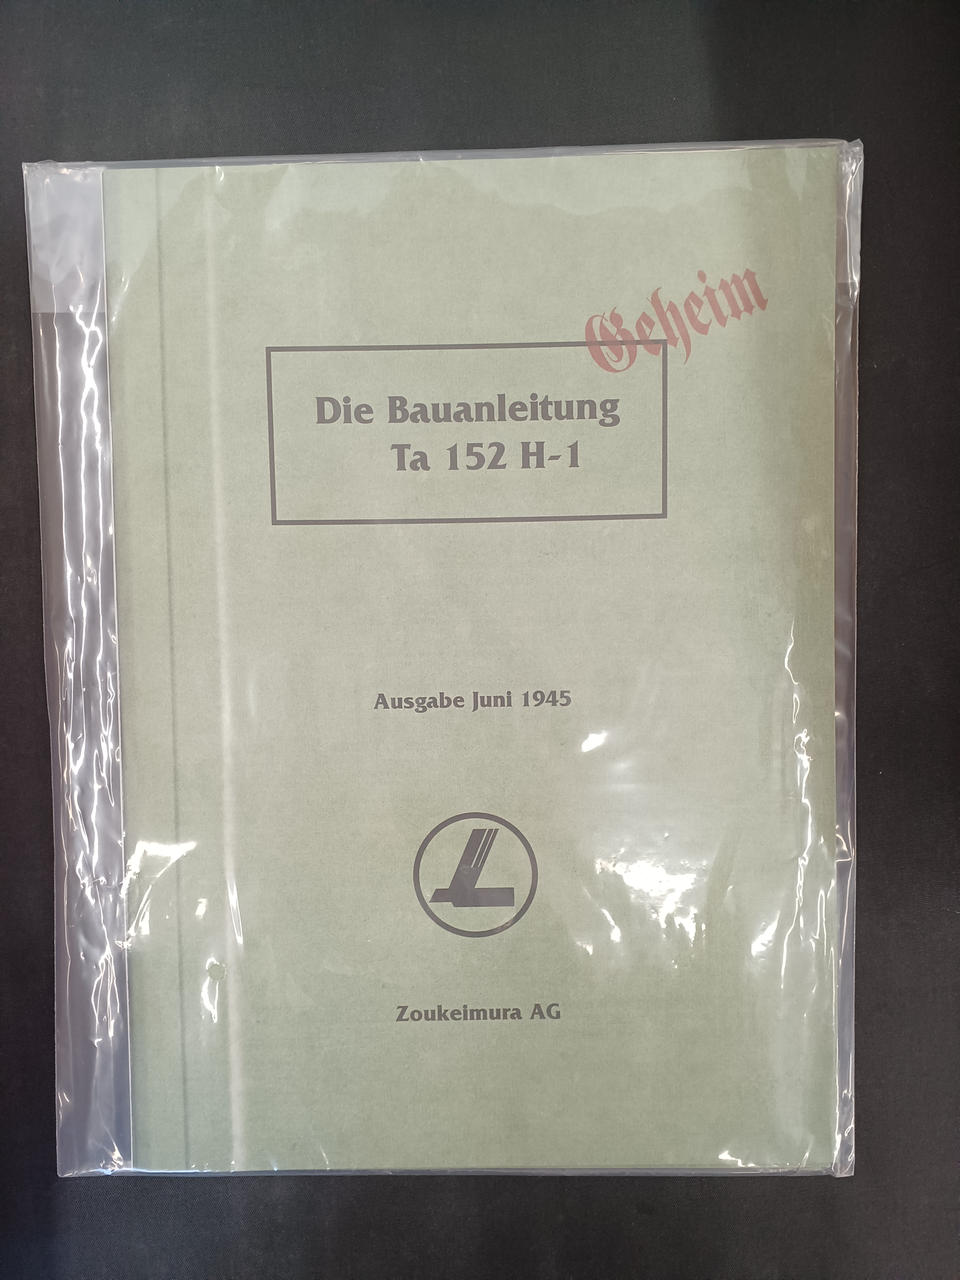 Geheim
Die Bauanleitung
Ta 152 H-1
Ausgabe Juni 1945
Zoukeimura AG